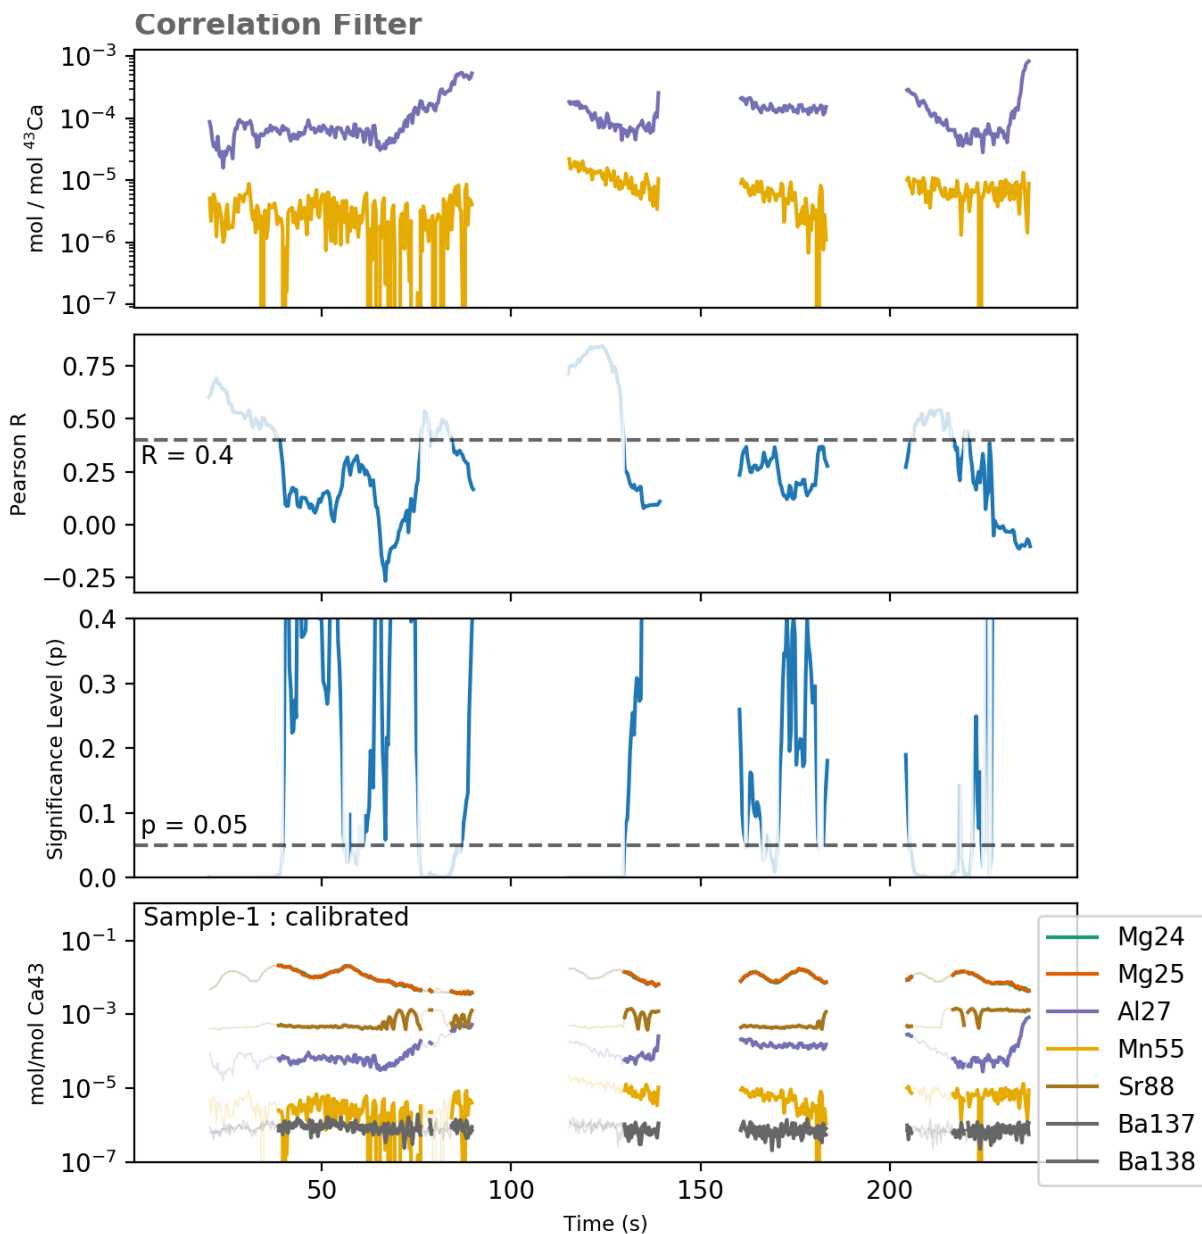 Correlation Filter
10⁻³
10⁻⁴
10⁻⁵
10⁻⁶
10⁻⁷
mol / mol ⁴³Ca
0.75
0.50
0.25
0.00
−0.25
Pearson R
R = 0.4
0.4
0.3
0.2
0.1
0.0
Significance Level (p)
p = 0.05
Sample-1 : calibrated
10⁻¹
10⁻³
10⁻⁵
10⁻⁷
mol/mol Ca43
Mg24
Mg25
Al27
Mn55
Sr88
Ba137
Ba138
50
100
150
200
Time (s)